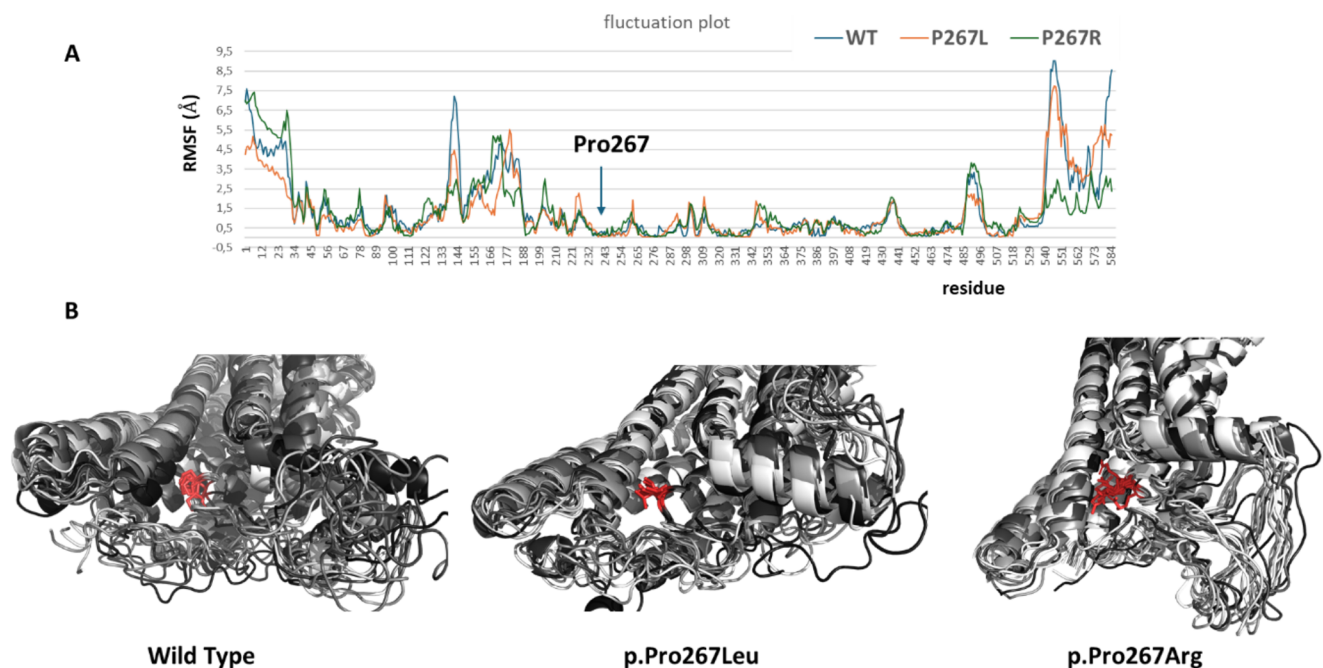 fluctuation plot
A
WT P267L P267R
9,5
8,5
7,5
6,5
5,5
4,5
3,5
2,5
1,5
0,5
-0,5
RMSF (Å)
Pro267
1 12 23 34 45 56 67 78 89 100 111 122 133 144 155 166 177 188 199 210 221 232 243 254 265 276 287 298 309 320 331 342 353 364 375 386 397 408 419 430 441 452 463 474 485 496 507 518 529 540 551 562 573 584
residue
B
Wild Type p.Pro267Leu p.Pro267Arg